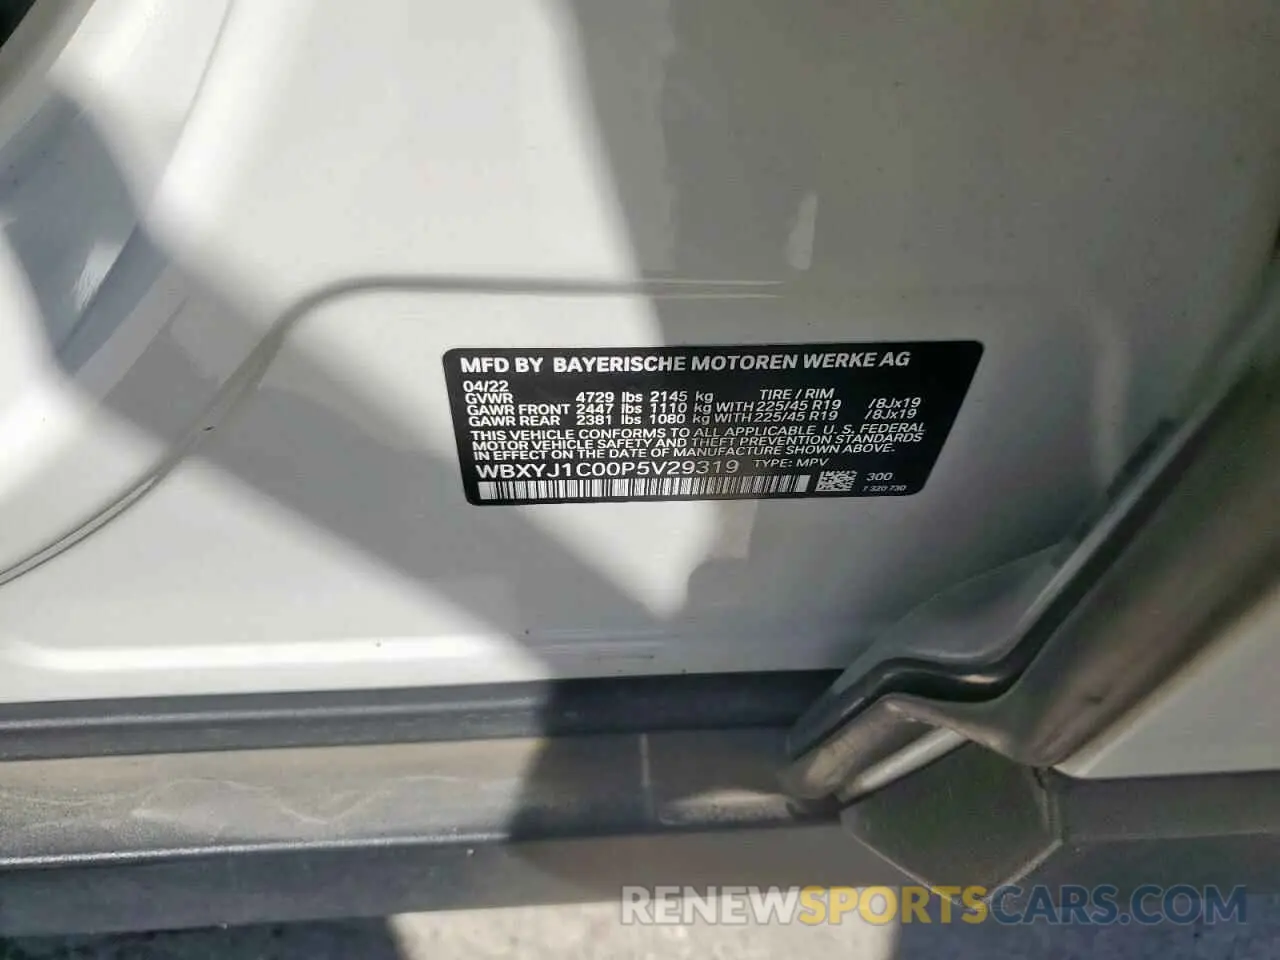 MFD BY BAYERISCHE MOTOREN WERKE AG
04/22
GVWR 4729 lbs 2145 kg TIRE / RIM
GAWR FRONT 2447 lbs 1110 kg WITH 225/45 R19 /8Jx19
GAWR REAR 2381 lbs 1080 kg WITH 225/45 R19 /8Jx19
THIS VEHICLE CONFORMS TO ALL APPLICABLE U. S. FEDERAL
MOTOR VEHICLE SAFETY AND THEFT PREVENTION STANDARDS
IN EFFECT ON THE DATE OF MANUFACTURE SHOWN ABOVE.
WBXYJ1C00P5V29319 TYPE: MPV
300
7 320 730
RENEWSPORTSCARS.COM